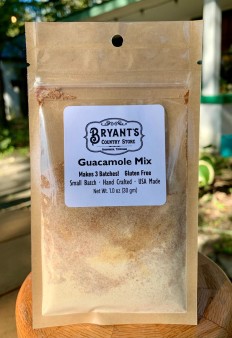 BRYANT'S
COUNTRY STORE
Guacamole Mix
Makes 3 Batches! Gluten Free
Small Batch - Hand Crafted - USA Made
Net Wt. 1.0 oz (30 gm)